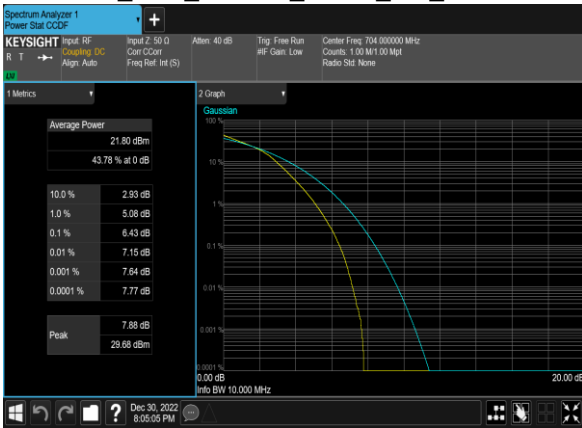 Spectrum Analyzer 1
Power Stat CCDF
+
KEYSIGHT
R T
LXI
Input: RF
Coupling: DC
Align: Auto
Input Z: 50 Ω
Corr CCorr
Freq Ref: Int (S)
Atten: 40 dB
Trig: Free Run
#IF Gain: Low
Center Freq: 704.000000 MHz
Counts: 1.00 M/1.00 Mpt
Radio Std: None
1 Metrics
Average Power
21.80 dBm
43.78 % at 0 dB
10.0 % 2.93 dB
1.0 % 5.08 dB
0.1 % 6.43 dB
0.01 % 7.15 dB
0.001 % 7.64 dB
0.0001 % 7.77 dB
Peak
7.88 dB
29.68 dBm
2 Graph
Gaussian
100 %
10 %
1 %
0.1 %
0.01 %
0.001 %
0.0001 %
0.00 dB 20.00 dB
Info BW 10.000 MHz
?
Dec 30, 2022
8:05:05 PM